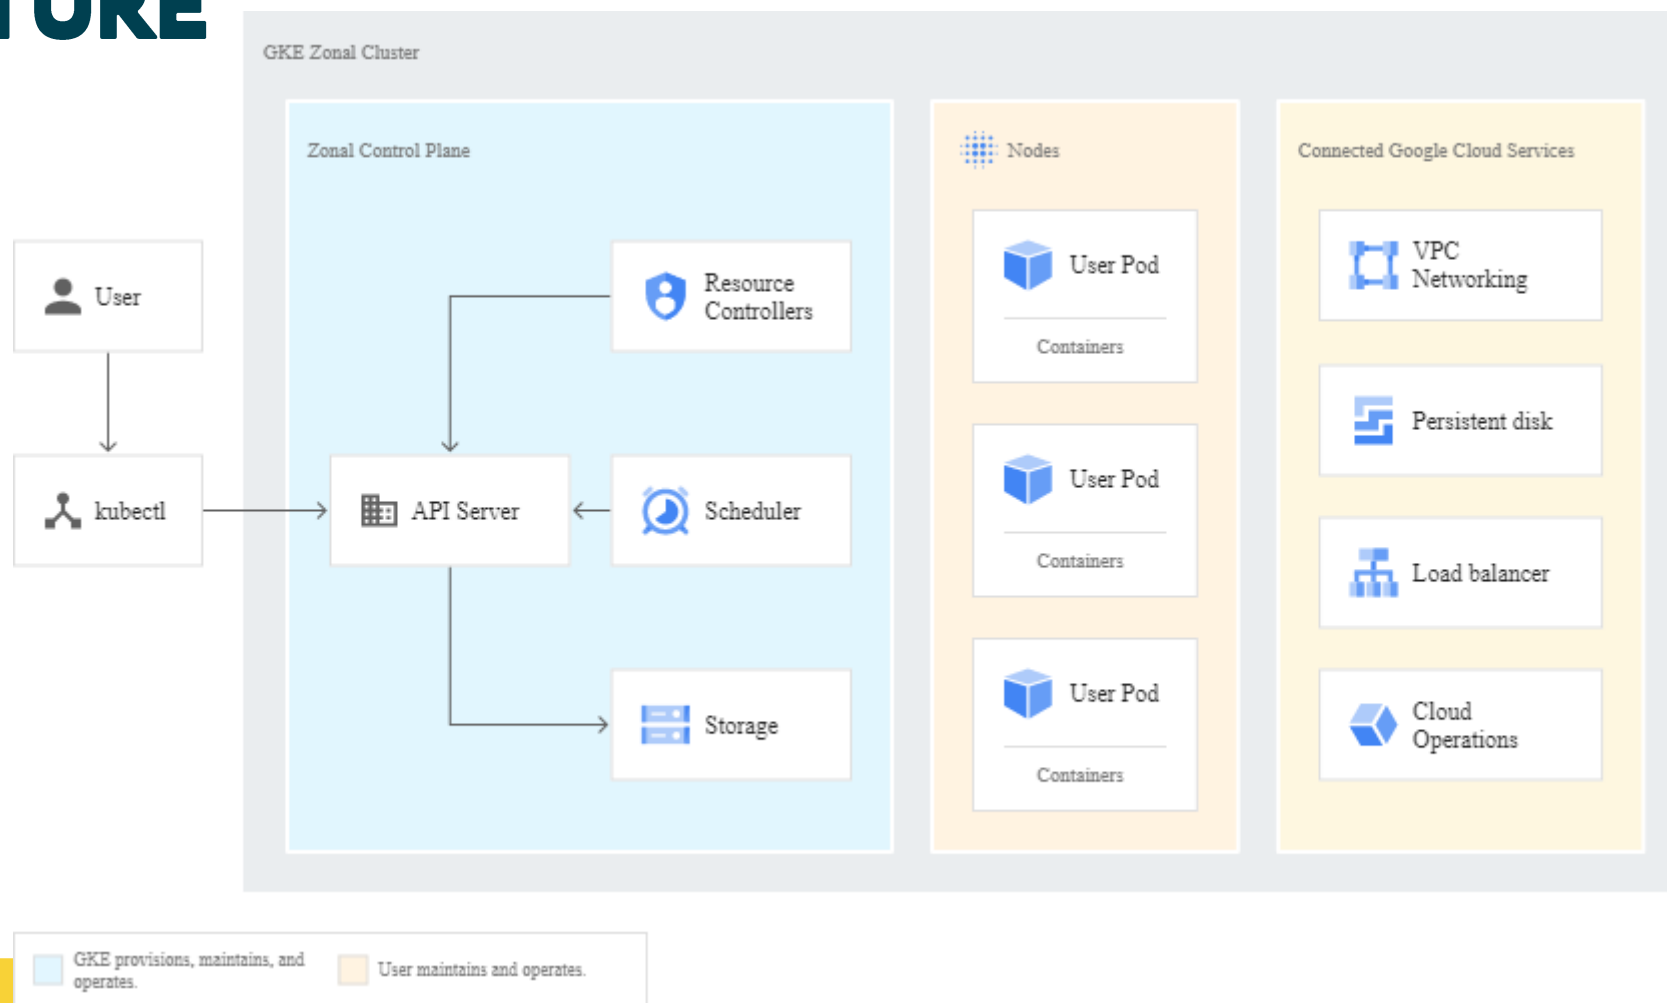 TURE
GKE Zonal Cluster
Zonal Control Plane
Nodes
Connected Google Cloud Services
User
kubectl
Resource
Controllers
API Server
Scheduler
Storage
User Pod
Containers
User Pod
Containers
User Pod
Containers
VPC
Networking
Persistent disk
Load balancer
Cloud
Operations
GKE provisions, maintains, and
operates.
User maintains and operates.